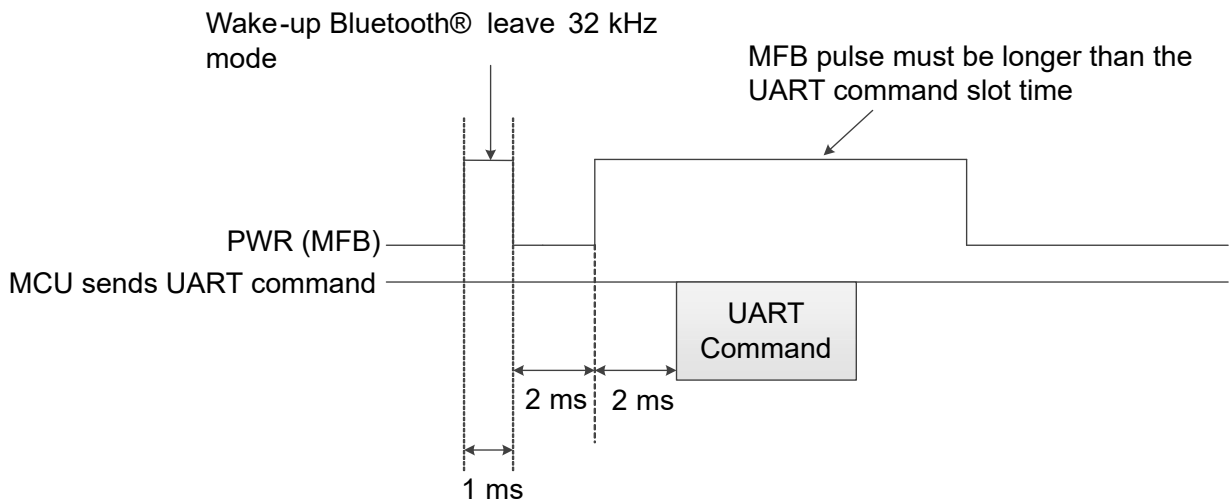 Wake-up Bluetooth® leave 32 kHz
mode
MFB pulse must be longer than the
UART command slot time
PWR (MFB)
MCU sends UART command
UART
Command
2 ms
2 ms
1 ms